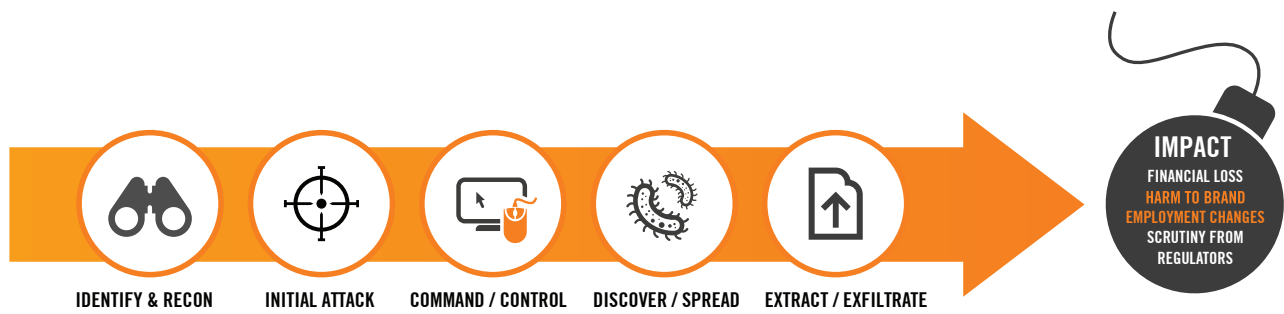 IDENTIFY & RECON
INITIAL ATTACK
COMMAND / CONTROL
DISCOVER / SPREAD
EXTRACT / EXFILTRATE
IMPACT
FINANCIAL LOSS
HARM TO BRAND
EMPLOYMENT CHANGES
SCRUTINY FROM
REGULATORS